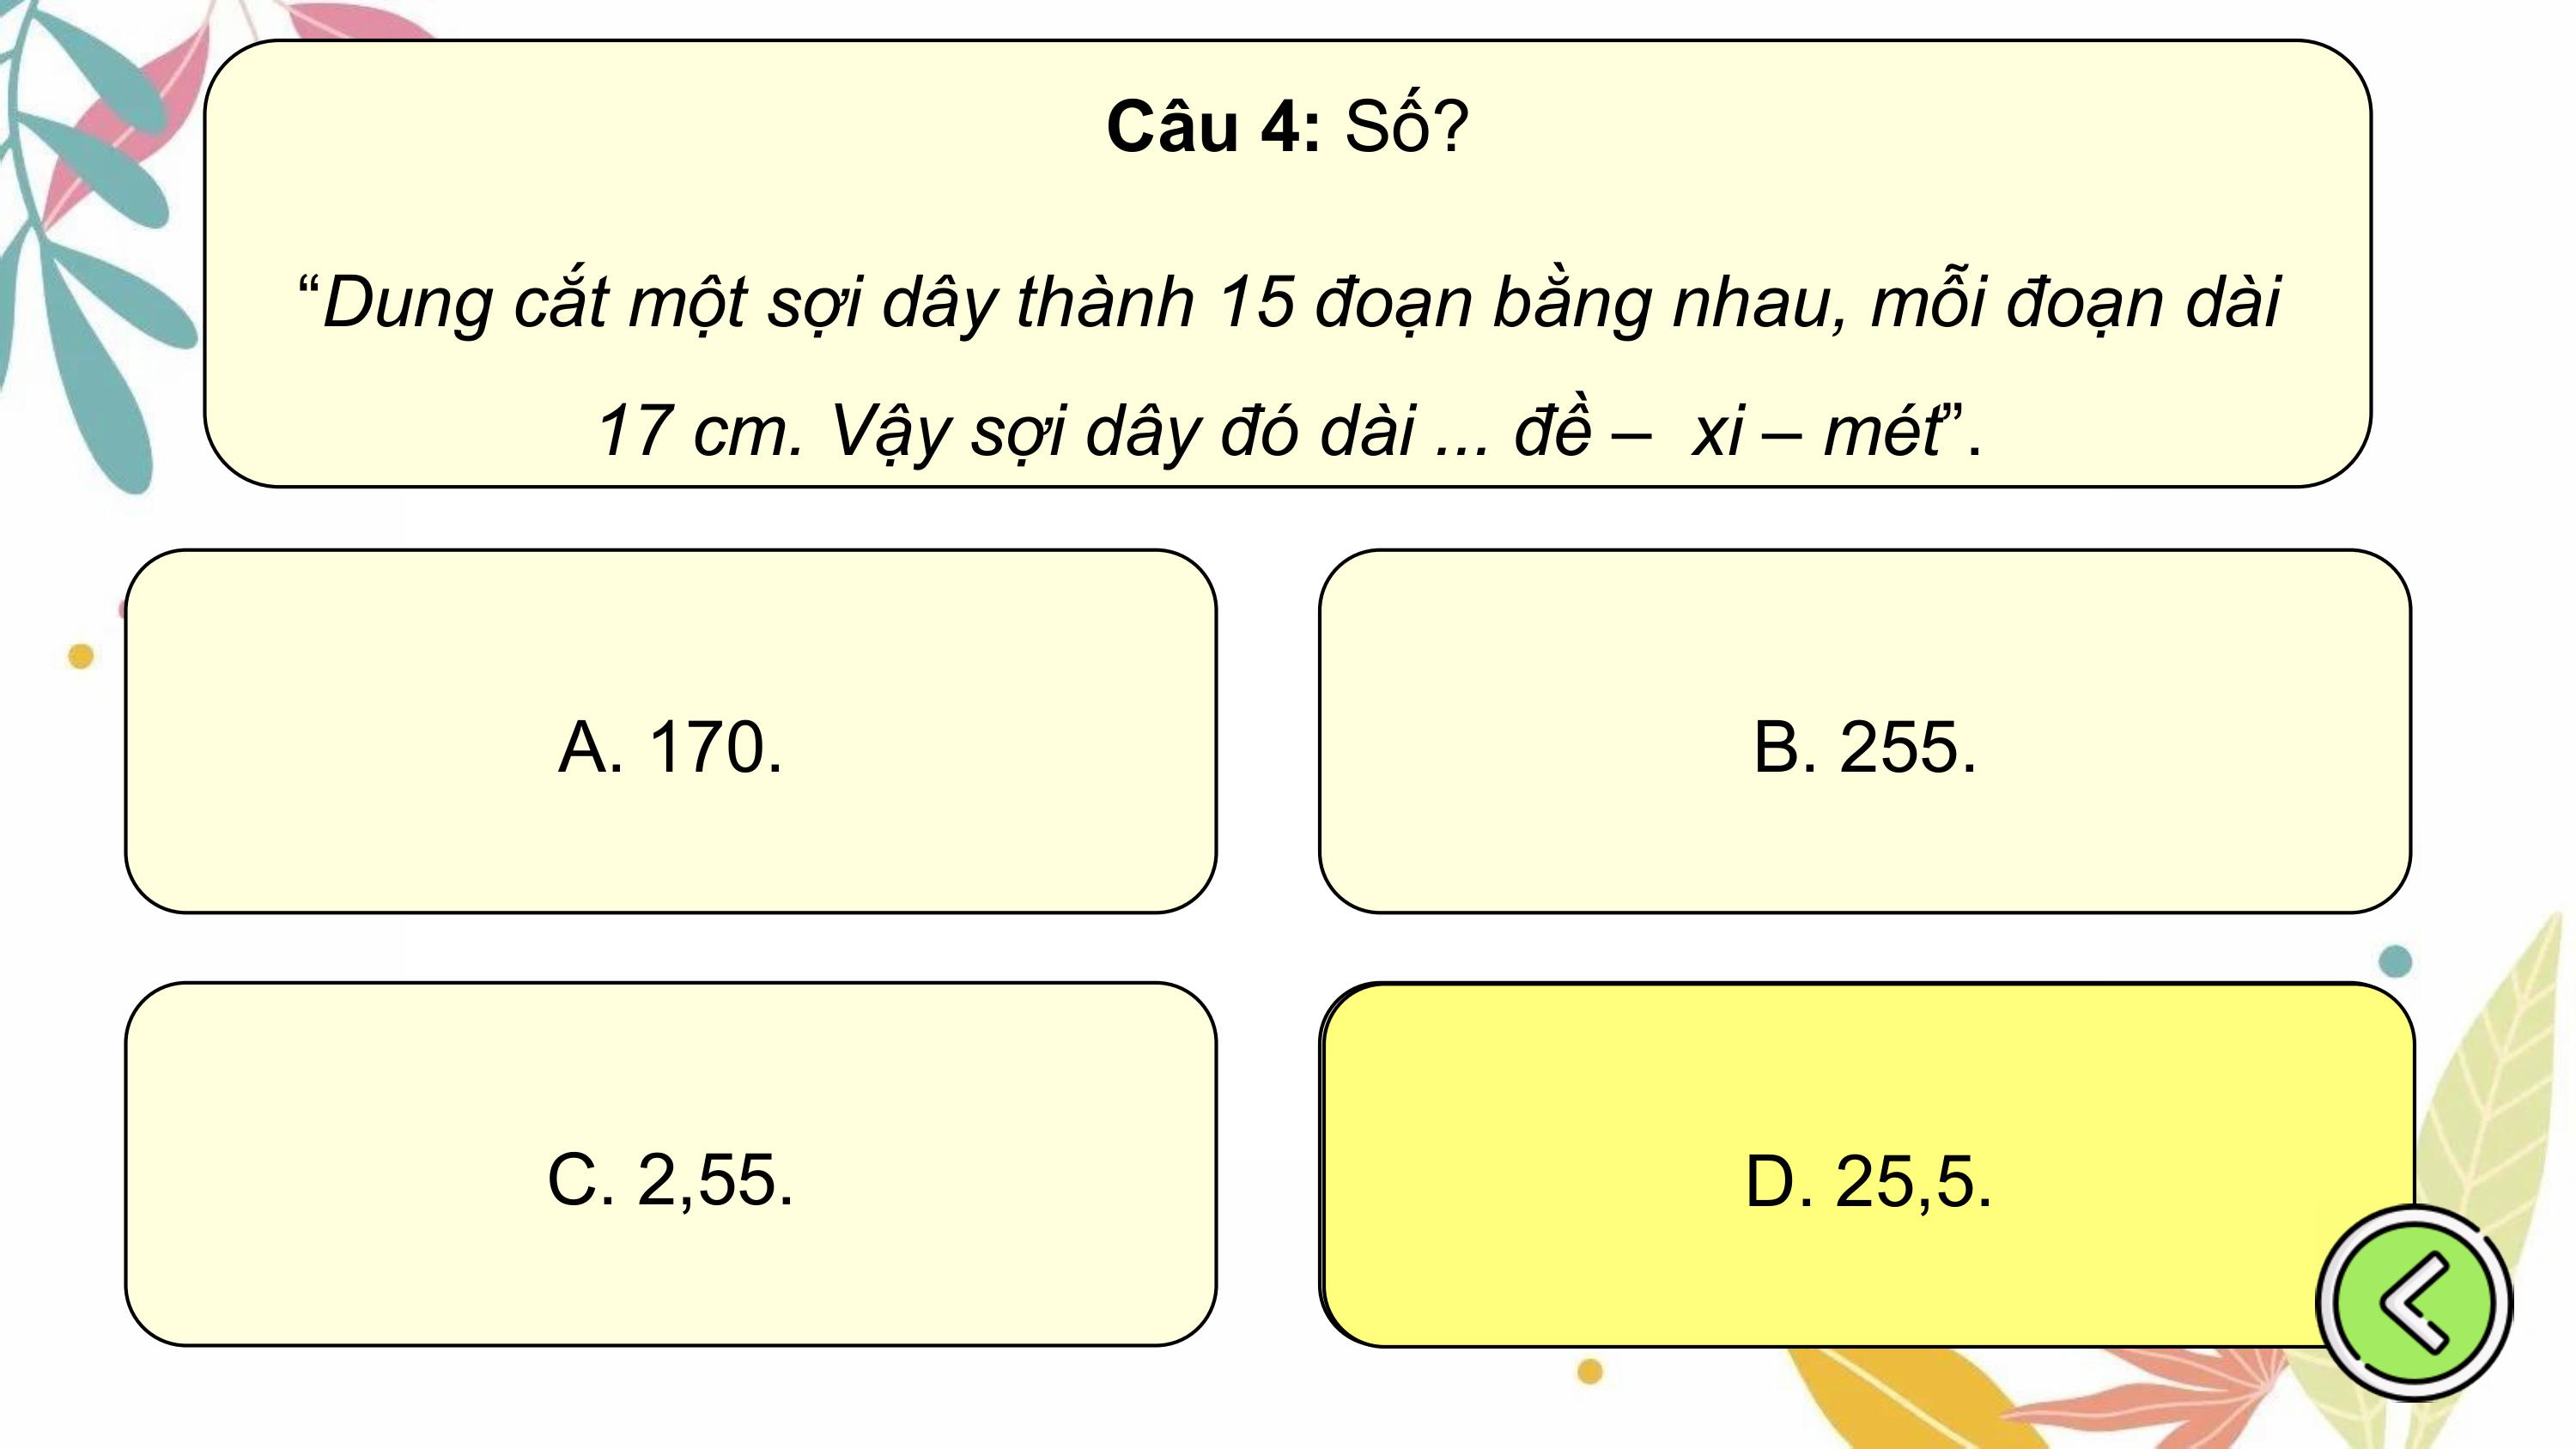 Câu 4: Số?
“Dung cắt một sợi dây thành 15 đoạn bằng nhau, mỗi đoạn dài
17 cm. Vậy sợi dây đó dài ... đề –  xi – mét”.
A. 170.
B. 255.
C. 2,55.
D. 25,5.